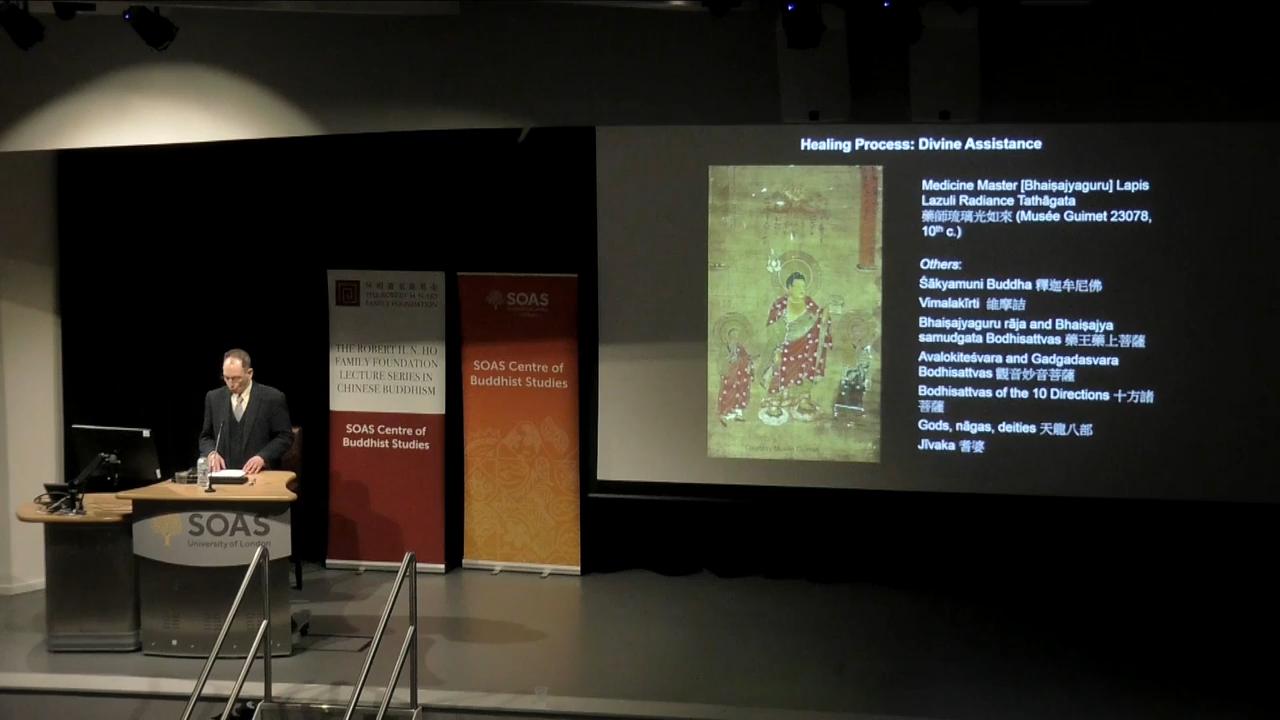 Healing Process: Divine Assistance
Medicine Master [Bhaiṣajyaguru] Lapis
Lazuli Radiance Tathāgata
藥師琉璃光如來 (Musée Guimet 23078,
10th c.)
Others:
Śākyamuni Buddha 釋迦牟尼佛
Vimalakīrti 維摩詰
Bhaiṣajyaguru rāja and Bhaiṣajya
samudgata Bodhisattvas 藥王藥上菩薩
Avalokiteśvara and Gadgadasvara
Bodhisattvas 觀音妙音菩薩
Bodhisattvas of the 10 Directions 十方諸
菩薩
Gods, nāgas, deities 天龍八部
Jīvaka 耆婆
THE ROBERT H. N. HO
FAMILY FOUNDATION
THE ROBERT H. N. HO
FAMILY FOUNDATION
LECTURE SERIES IN
CHINESE BUDDHISM
SOAS Centre of
Buddhist Studies
SOAS
SOAS Centre of
Buddhist Studies
SOAS
University of London